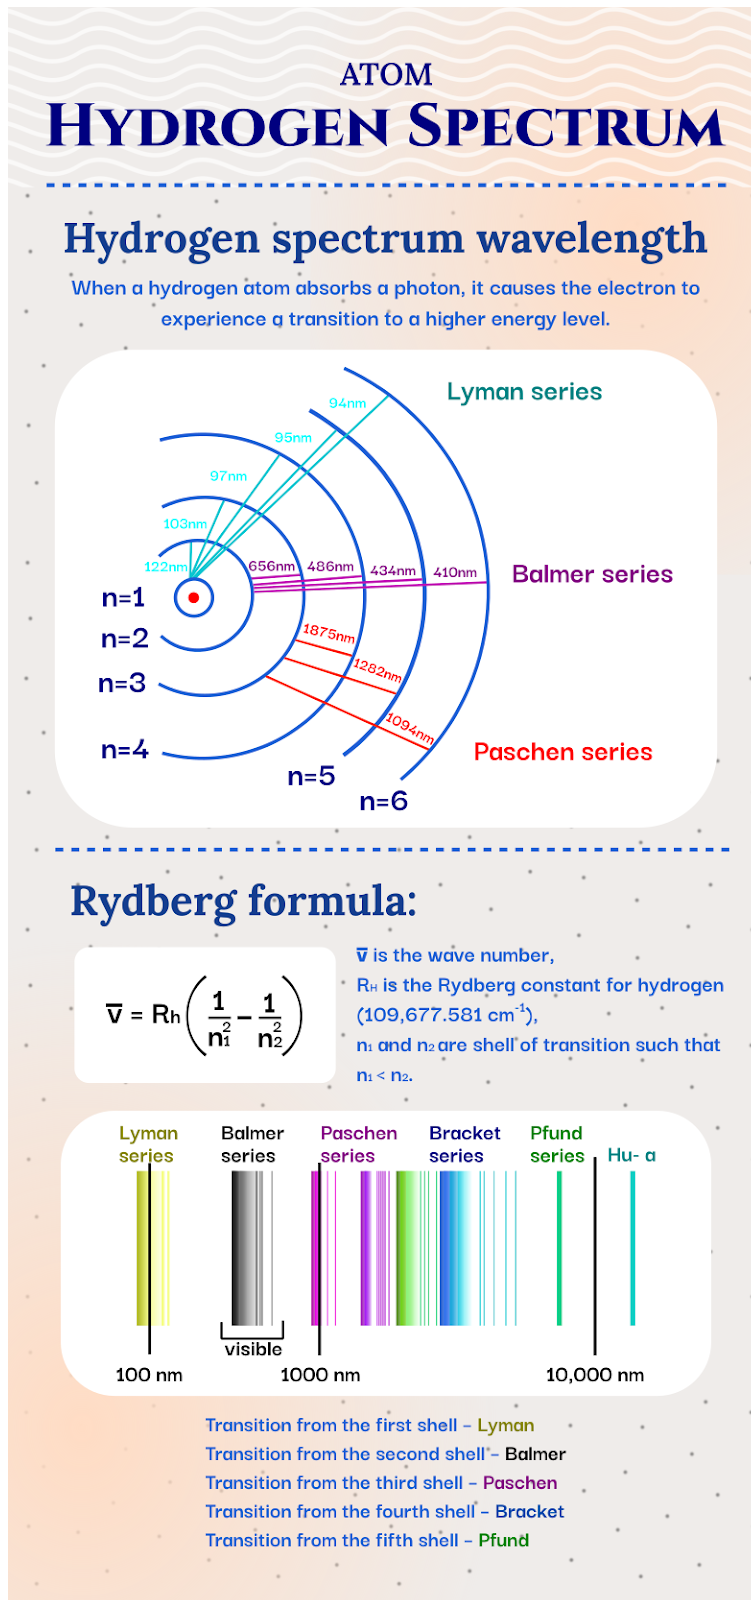 ATOM
HYDROGEN SPECTRUM
Hydrogen spectrum wavelength
When a hydrogen atom absorbs a photon, it causes the electron to
experience a transition to a higher energy level.
Lyman series
94nm
95nm
97nm
103nm
122nm
656nm 486nm 434nm 410nm
Balmer series
n=1
n=2
n=3
n=4
n=5
n=6
1875nm
1282nm
1094nm
Paschen series
Rydberg formula:
v̅ = Rh(1/n₁² − 1/n₂²)
v̅ is the wave number,
RH is the Rydberg constant for hydrogen
(109,677.581 cm⁻¹),
n₁ and n₂ are shell of transition such that
n₁ < n₂.
Lyman series
Balmer series
Paschen series
Bracket series
Pfund series
Hu- α
visible
100 nm
1000 nm
10,000 nm
Transition from the first shell – Lyman
Transition from the second shell – Balmer
Transition from the third shell – Paschen
Transition from the fourth shell – Bracket
Transition from the fifth shell – Pfund